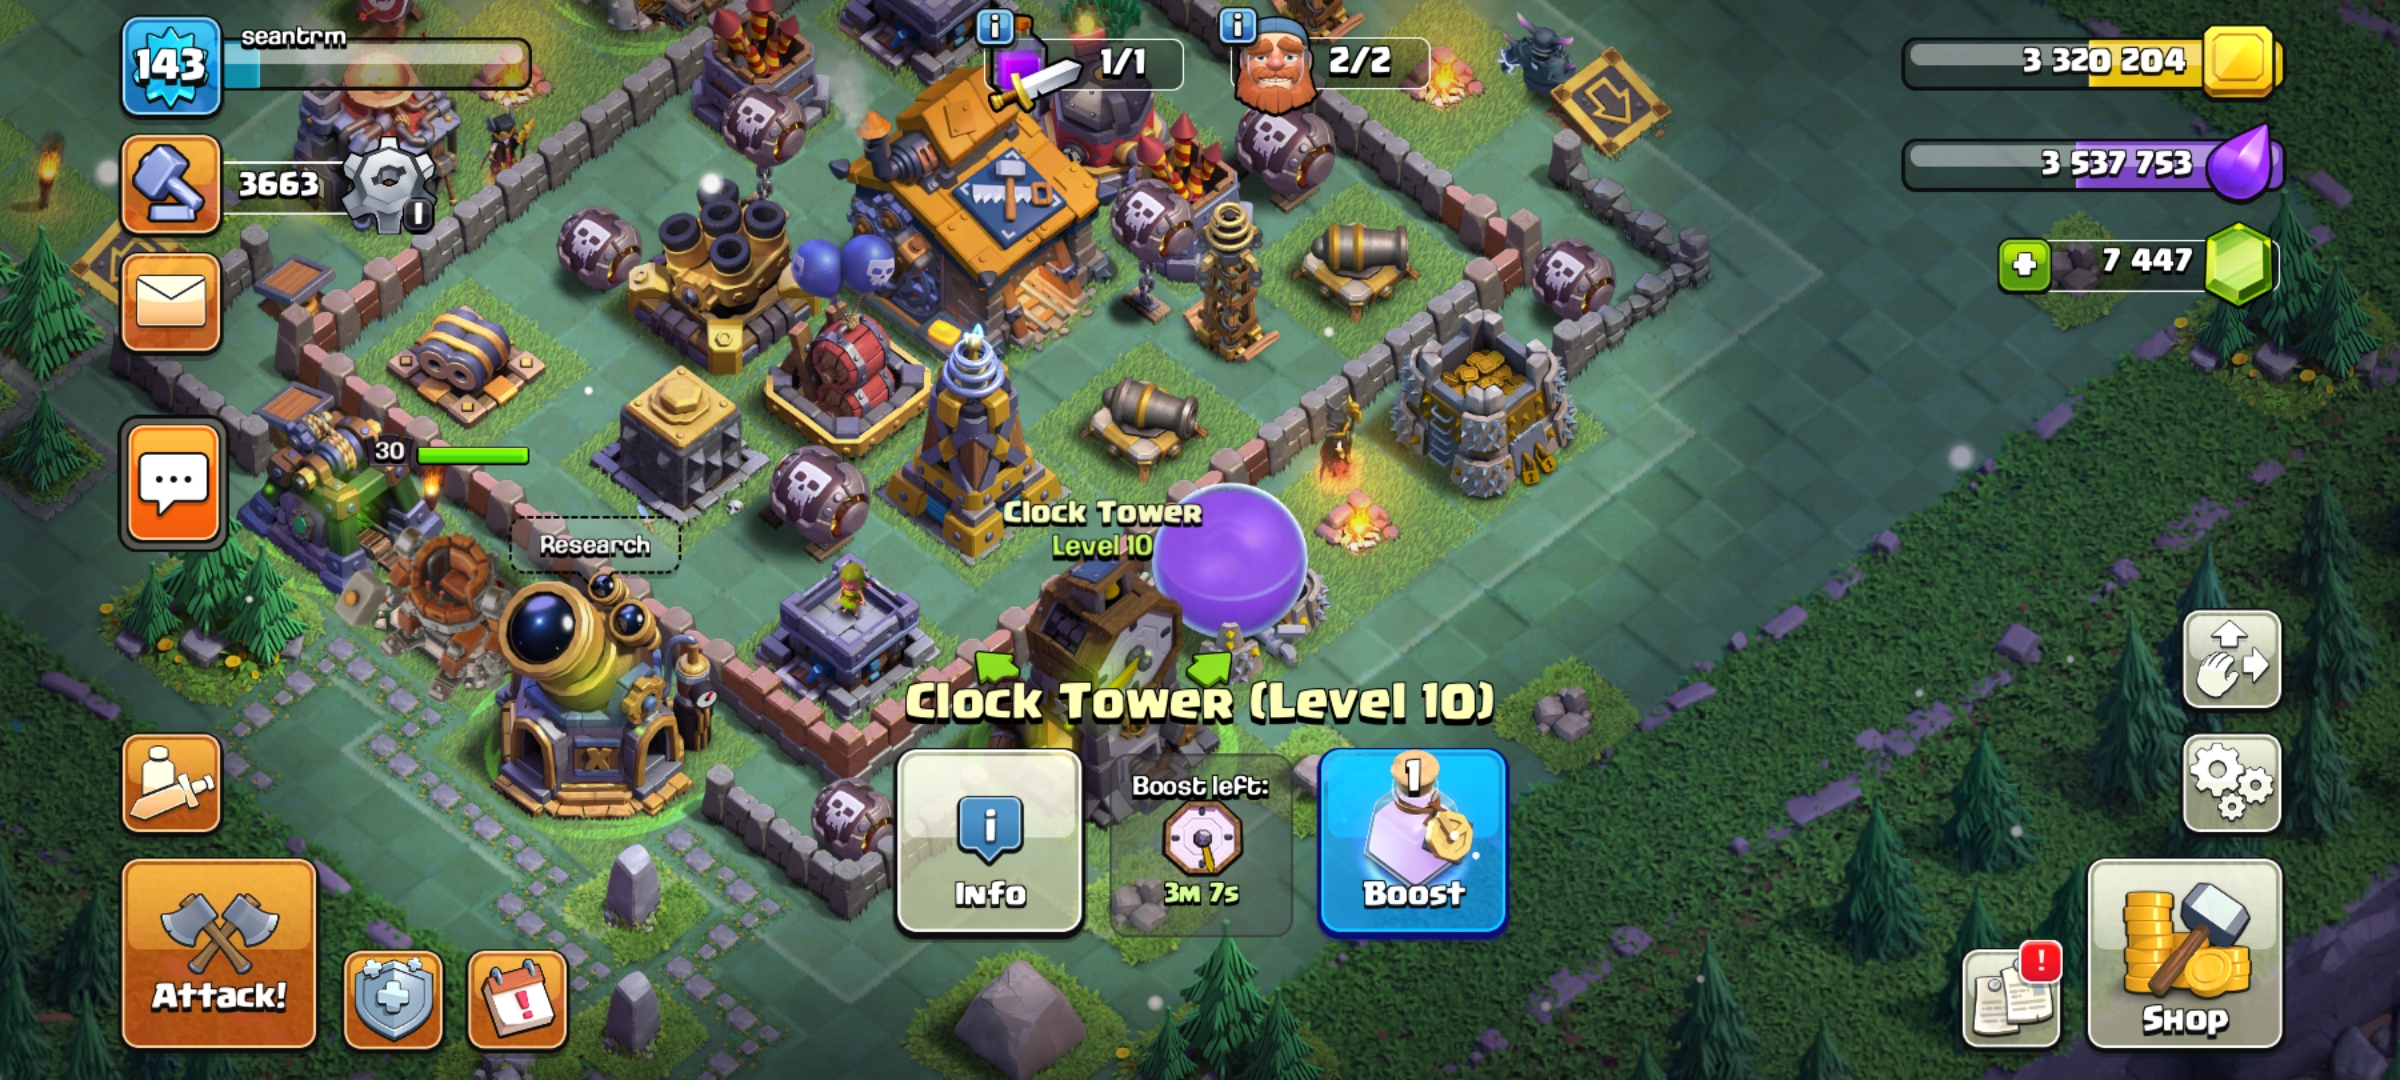 143
seantrm
1/1
2/2
3 320 204
3663
I
3 537 753
7 447
30
Research
Clock Tower
Level 10
Clock Tower (Level 10)
Info
Boost left:
3M 7s
1
Boost
Attack!
!
!
Shop